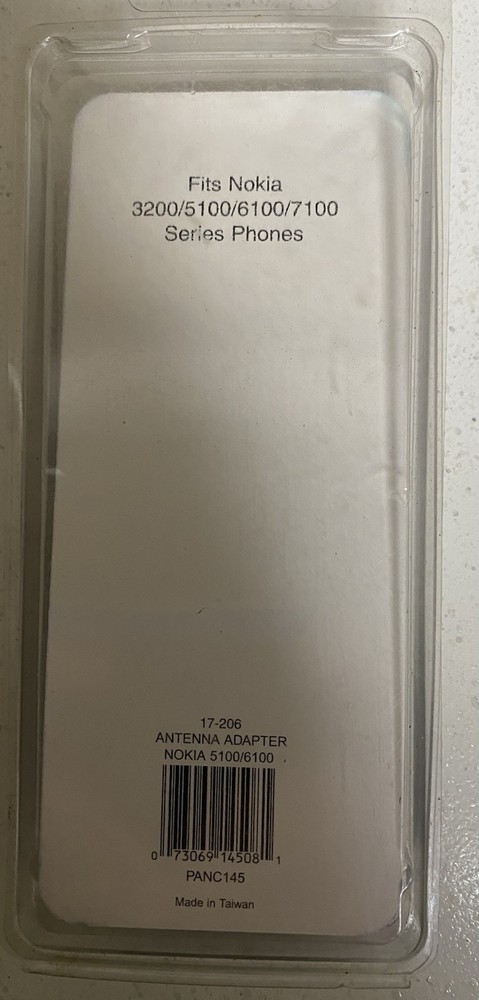 Fits Nokia
3200/5100/6100/7100
Series Phones
17-206
ANTENNA ADAPTER
NOKIA 5100/6100
0 73069 14508 1
PANC145
Made in Taiwan